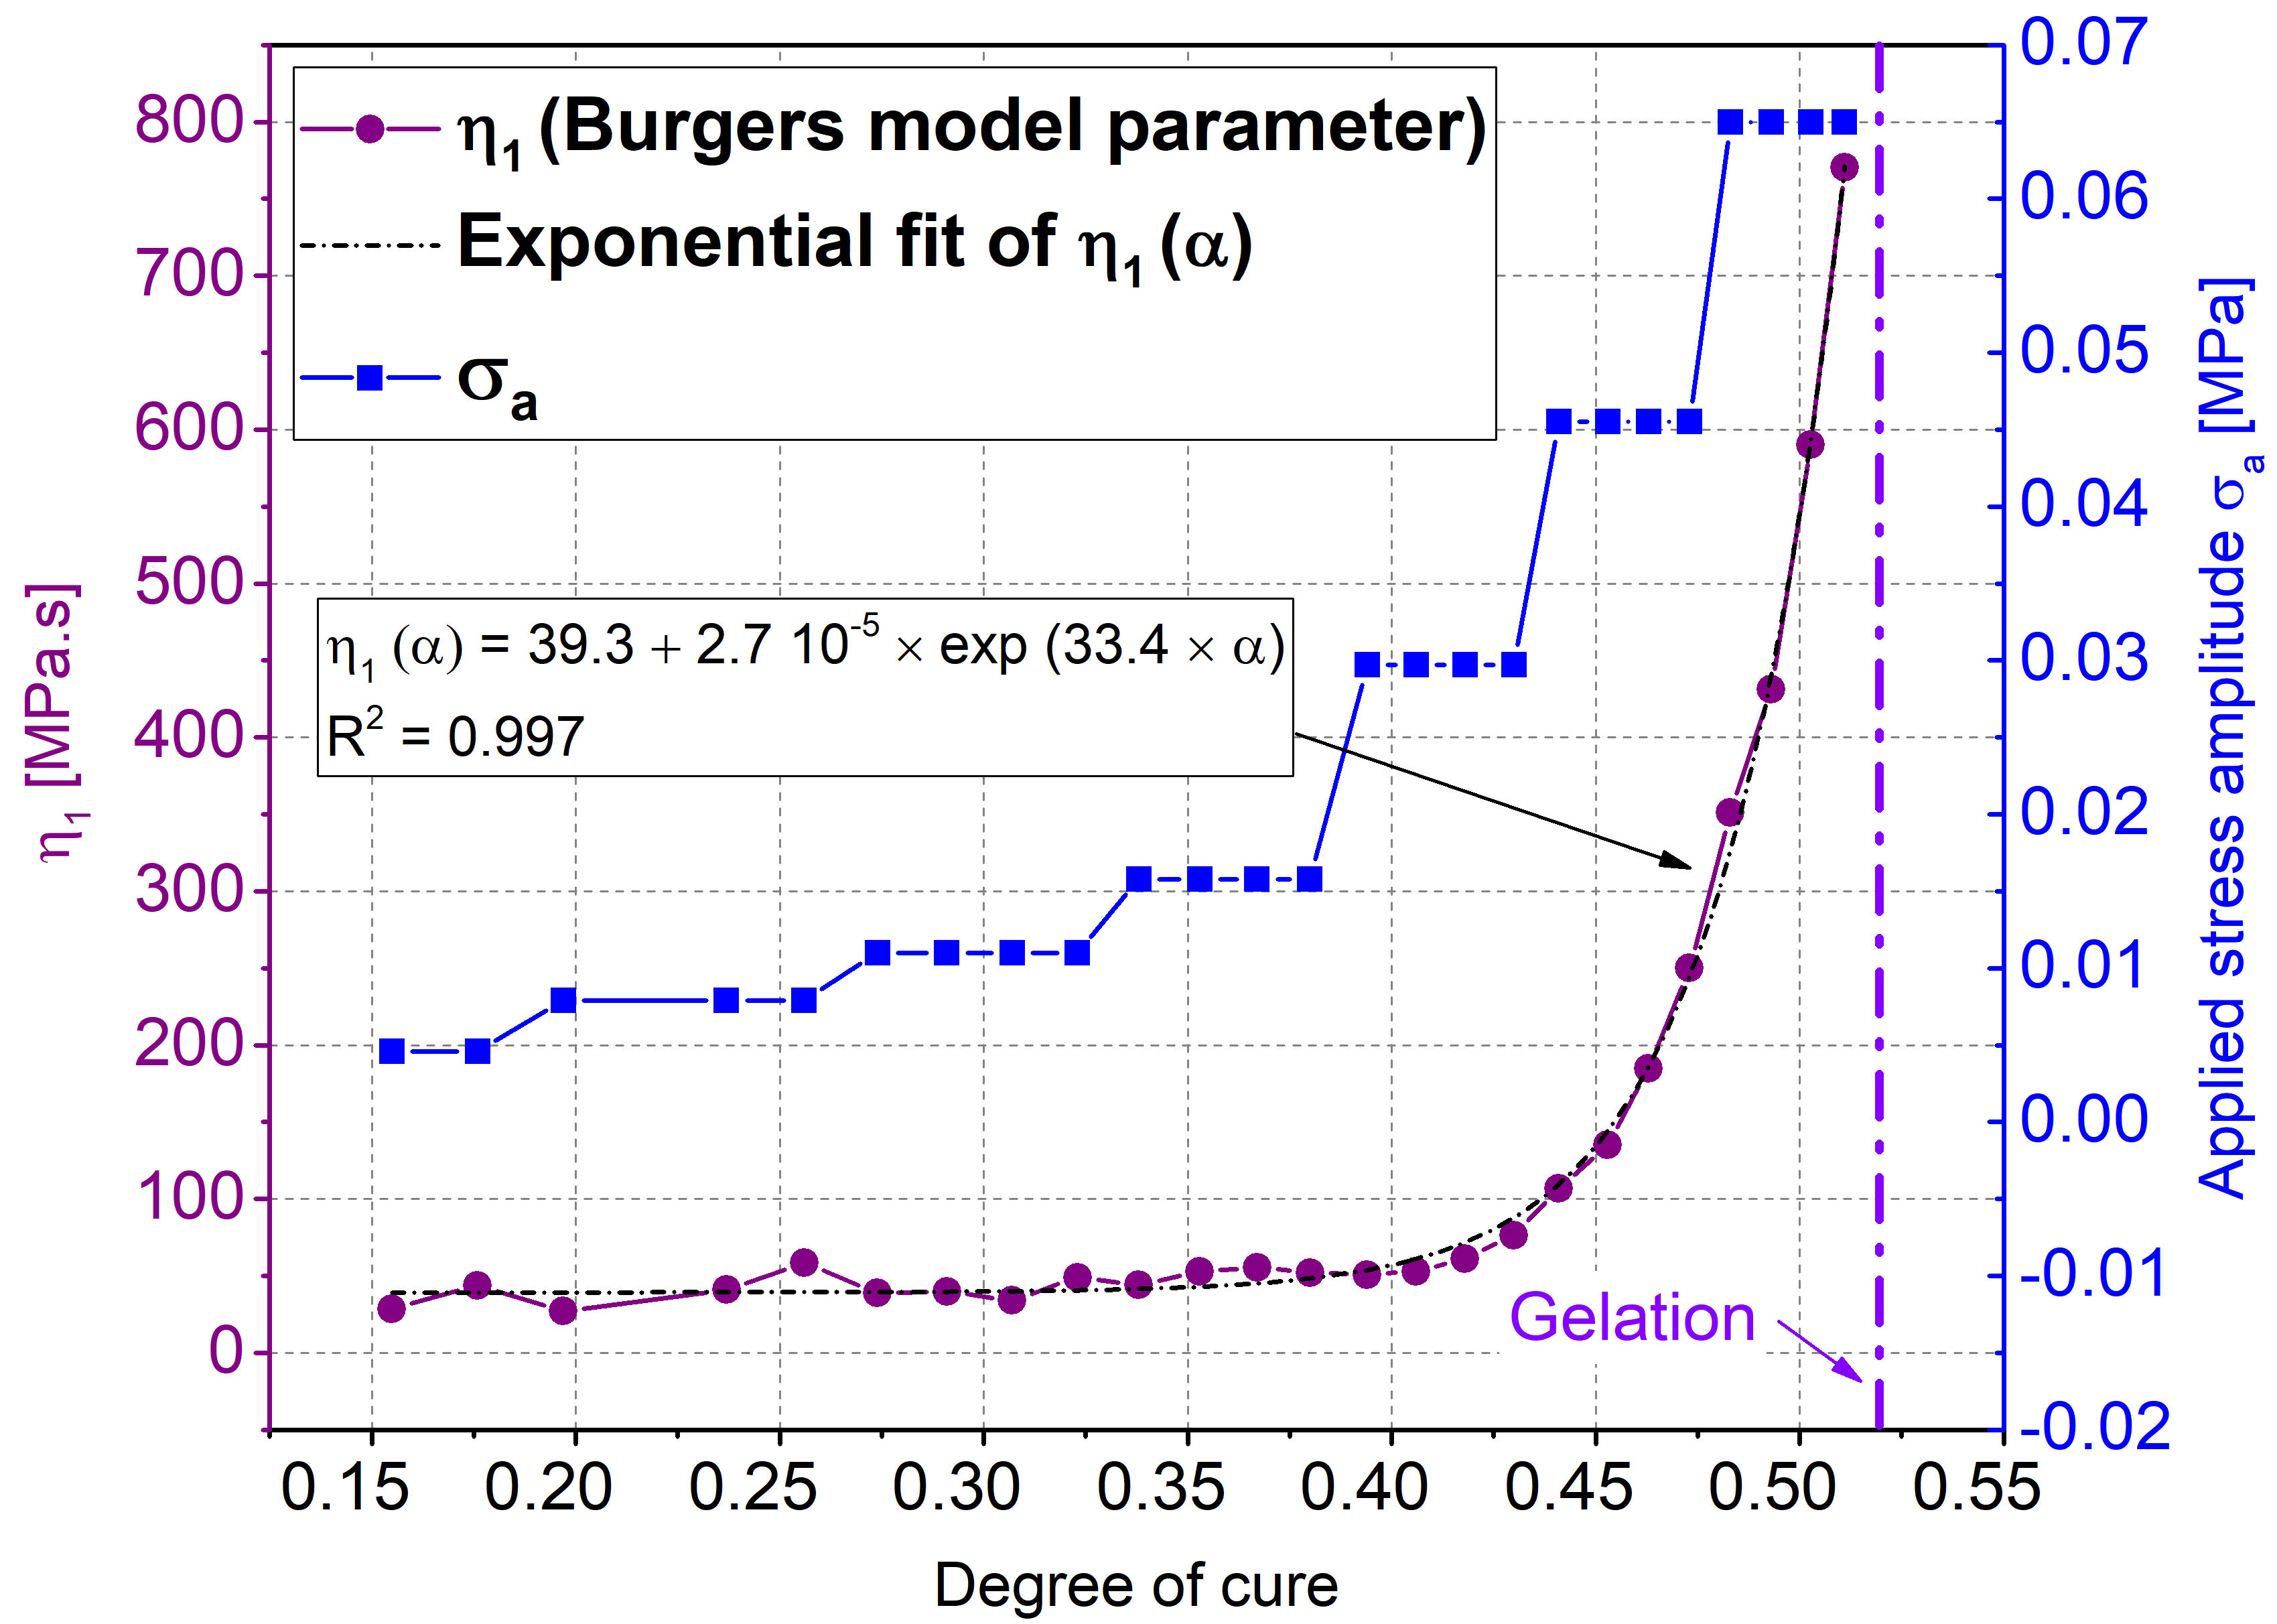 η1 (Burgers model parameter)
Exponential fit of η1 (α)
σa
η1 (α) = 39.3 + 2.7 10-5 × exp (33.4 × α)
R2 = 0.997
Gelation
η1 [MPa.s]
800
700
600
500
400
300
200
100
0
0.07
0.06
0.05
0.04
0.03
0.02
0.01
0.00
-0.01
-0.02
Applied stress amplitude σa [MPa]
0.15 0.20 0.25 0.30 0.35 0.40 0.45 0.50 0.55
Degree of cure